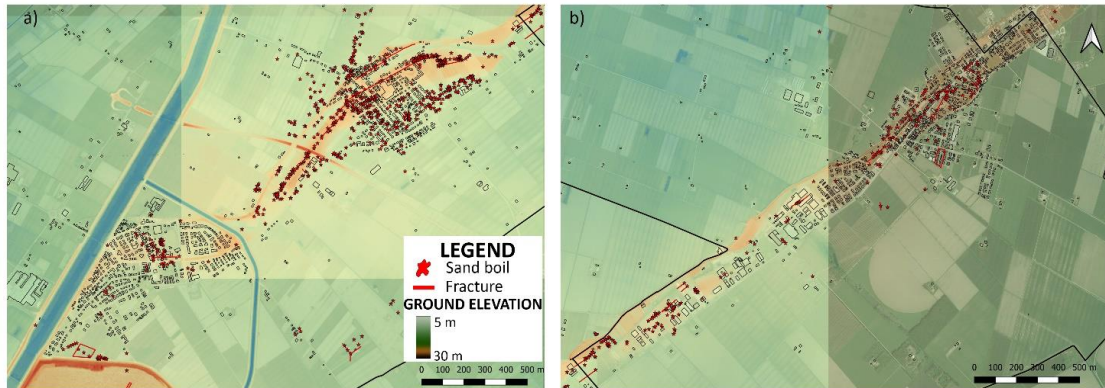 a)
LEGEND
Sand boil
Fracture
GROUND ELEVATION
5 m
30 m
0 100 200 300 400 500 m
b)
0 100 200 300 400 500 m